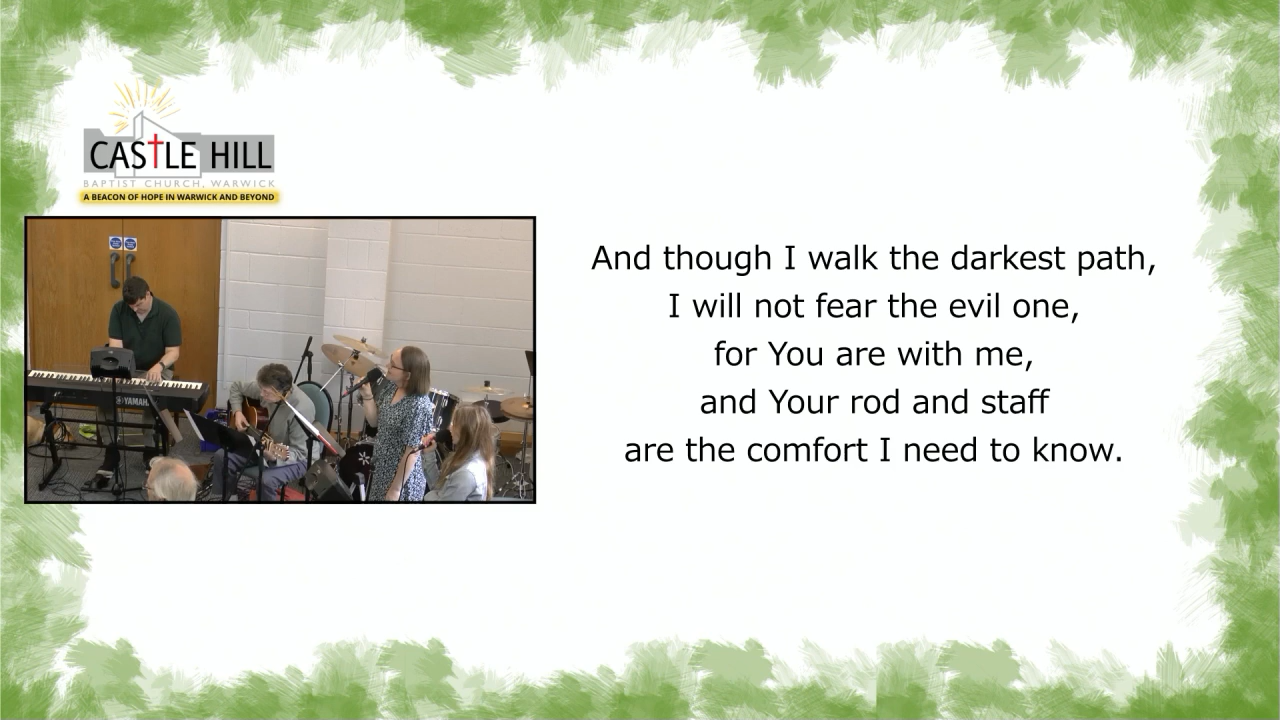 CASTLE HILL
BAPTIST CHURCH, WARWICK
A BEACON OF HOPE IN WARWICK AND BEYOND
YAMAHA
And though I walk the darkest path,
I will not fear the evil one,
for You are with me,
and Your rod and staff
are the comfort I need to know.